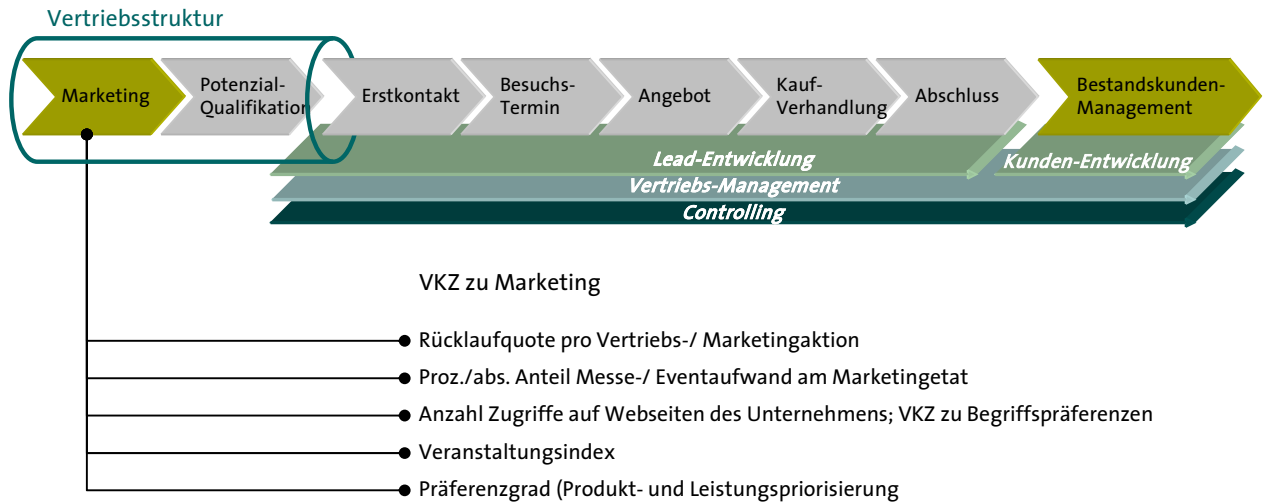 Vertriebsstruktur
Marketing
Potenzial-
Qualifikation
Erstkontakt
Besuchs-
Termin
Angebot
Kauf-
Verhandlung
Abschluss
Bestandskunden-
Management
Lead-Entwicklung
Kunden-Entwicklung
Vertriebs-Management
Controlling
VKZ zu Marketing
Rücklaufquote pro Vertriebs-/ Marketingaktion
Proz./abs. Anteil Messe-/ Eventaufwand am Marketingetat
Anzahl Zugriffe auf Webseiten des Unternehmens; VKZ zu Begriffspräferenzen
Veranstaltungsindex
Präferenzgrad (Produkt- und Leistungspriorisierung